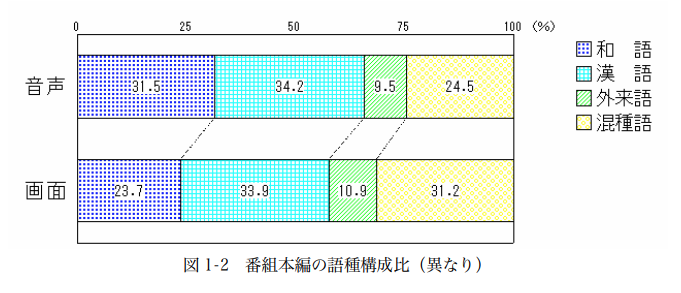 0 25 50 75 100 (%)
音声 31.5 34.2 9.5 24.5
画面 23.7 33.9 10.9 31.2
和　語
漢　語
外来語
混種語
図 1-2　番組本編の語種構成比（異なり）